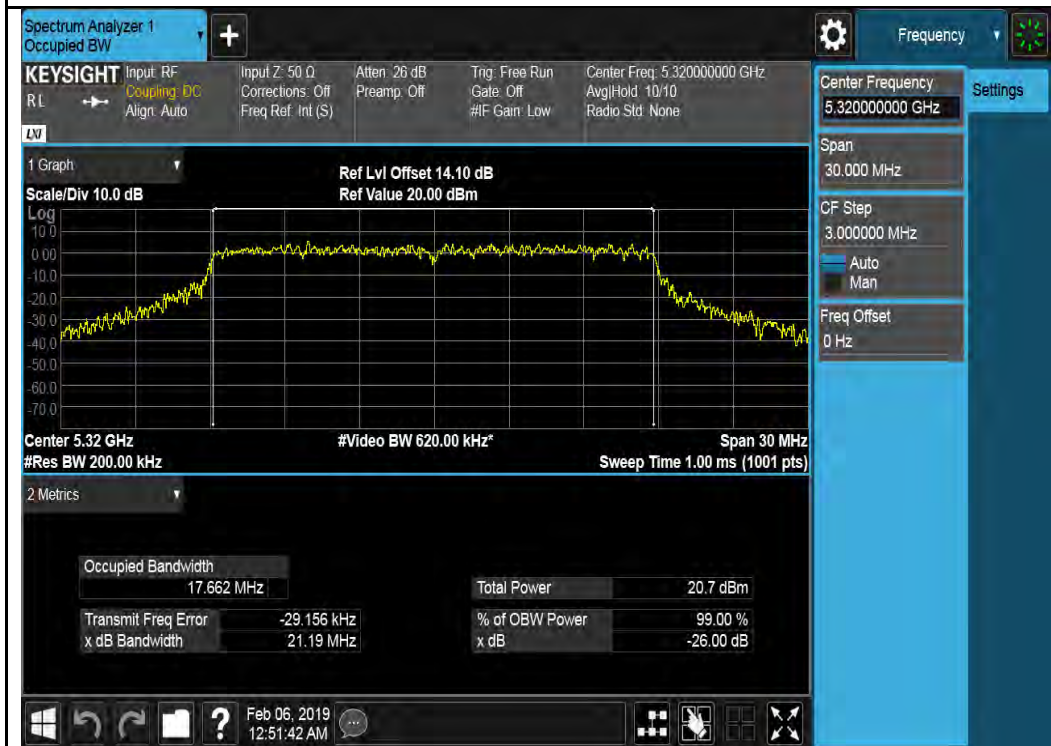 Spectrum Analyzer 1
Occupied BW
Frequency
KEYSIGHT
RL
LXI
Input: RF
Coupling: DC
Align: Auto
Input Z: 50 Ω
Corrections: Off
Freq Ref: Int (S)
Atten: 26 dB
Preamp: Off
Trig: Free Run
Gate: Off
#IF Gain: Low
Center Freq: 5.320000000 GHz
Avg|Hold: 10/10
Radio Std: None
Center Frequency
5.320000000 GHz
Settings
Span
30.000 MHz
CF Step
3.000000 MHz
Auto
Man
Freq Offset
0 Hz
1 Graph
Scale/Div 10.0 dB
Ref Lvl Offset 14.10 dB
Ref Value 20.00 dBm
Log
10.0
0.00
-10.0
-20.0
-30.0
-40.0
-50.0
-60.0
-70.0
Center 5.32 GHz
#Video BW 620.00 kHz*
Span 30 MHz
#Res BW 200.00 kHz
Sweep Time 1.00 ms (1001 pts)
2 Metrics
Occupied Bandwidth
17.662 MHz
Total Power 20.7 dBm
Transmit Freq Error -29.156 kHz
% of OBW Power 99.00 %
x dB Bandwidth 21.19 MHz
x dB -26.00 dB
?
Feb 06, 2019
12:51:42 AM